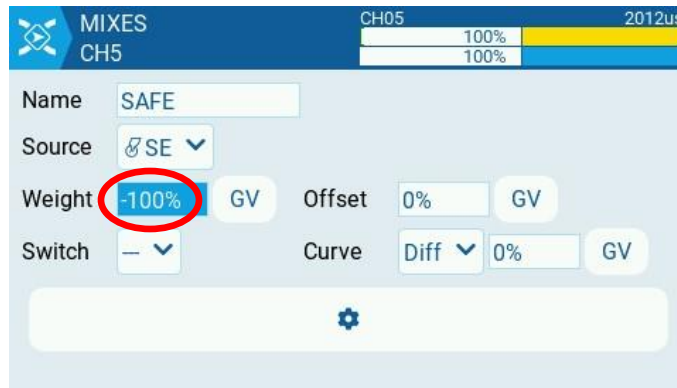 MIXES
CH5
CH05 2012us
100%
100%
Name SAFE
Source SE
Weight -100% GV Offset 0% GV
Switch --- Curve Diff 0% GV